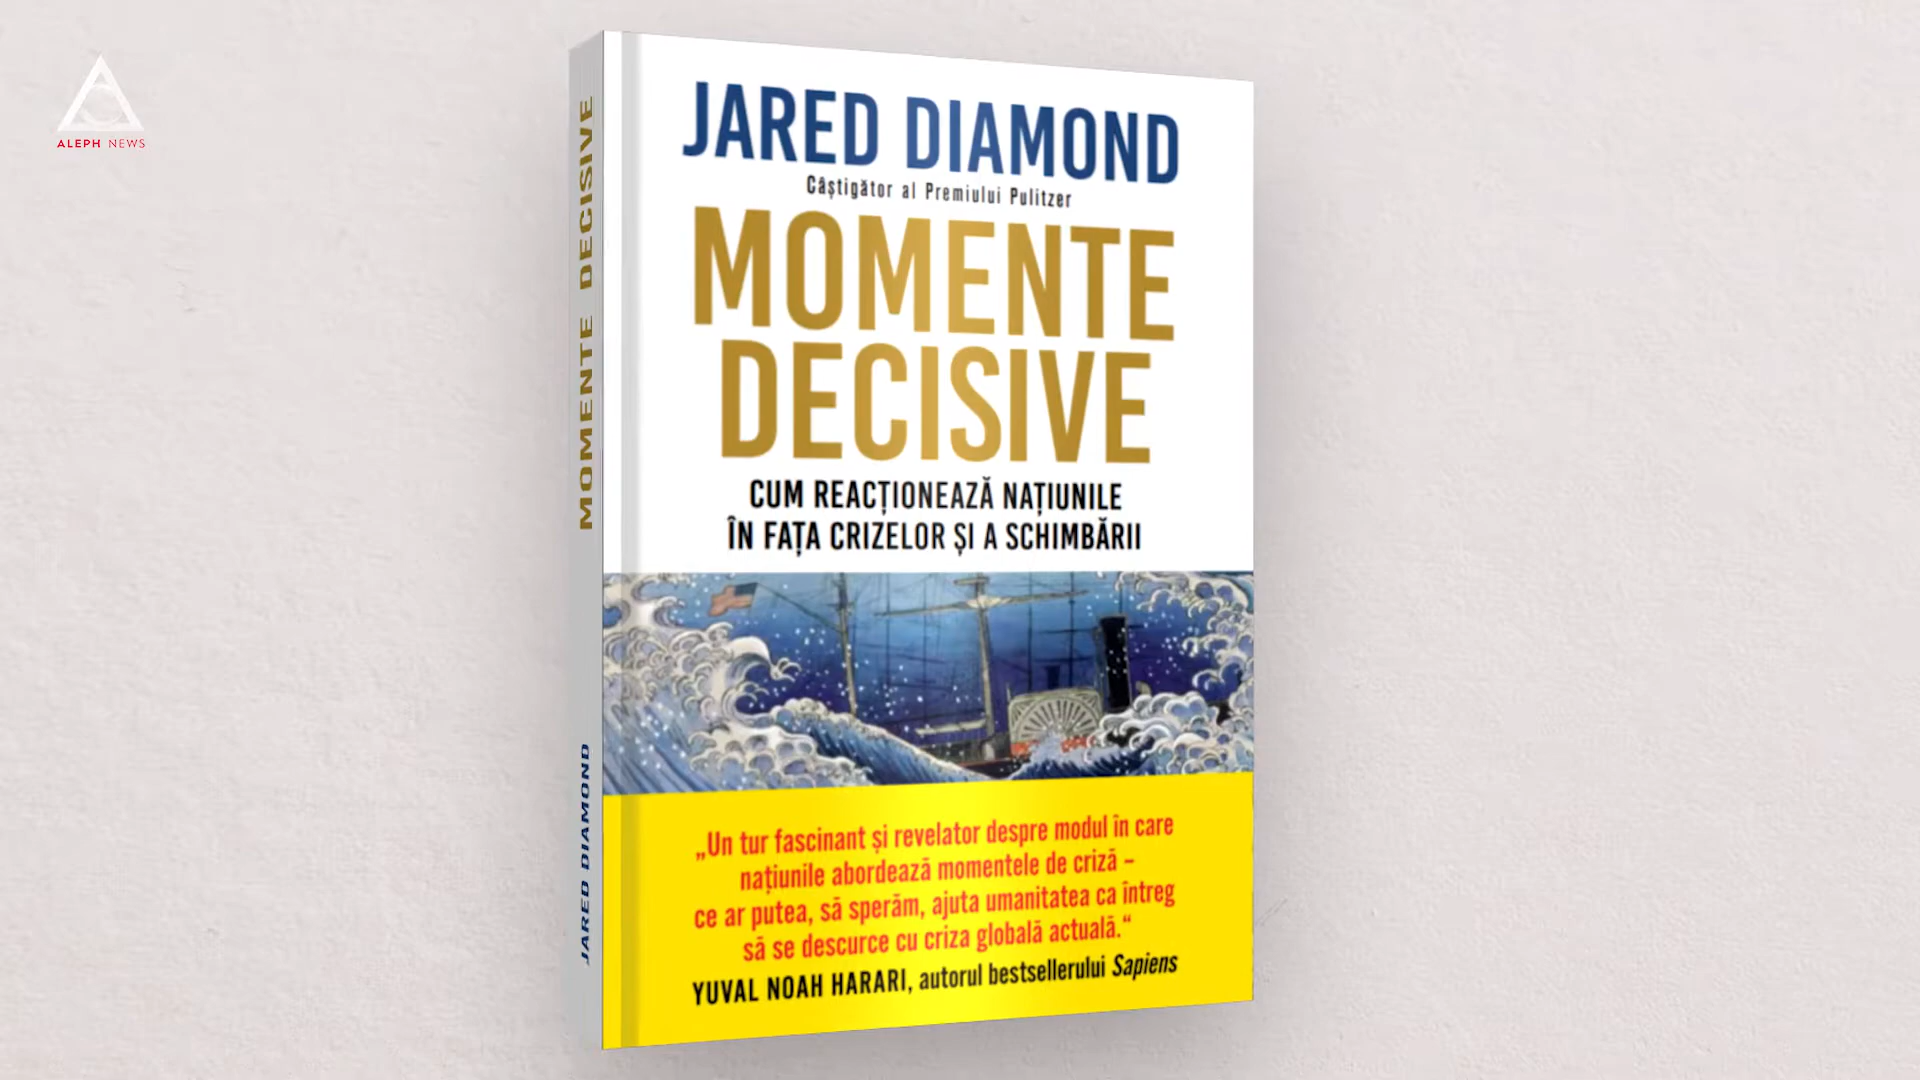 ALEPH NEWS
MOMENTE DECISIVE
JARED DIAMOND
JARED DIAMOND
Câștigător al Premiului Pulitzer
MOMENTE
DECISIVE
CUM REACȚIONEAZĂ NAȚIUNILE
ÎN FAȚA CRIZELOR ȘI A SCHIMBĂRII
„Un tur fascinant și revelator despre modul în care
națiunile abordează momentele de criză –
ce ar putea, să sperăm, ajuta umanitatea ca întreg
să se descurce cu criza globală actuală.“
YUVAL NOAH HARARI, autorul bestsellerului Sapiens